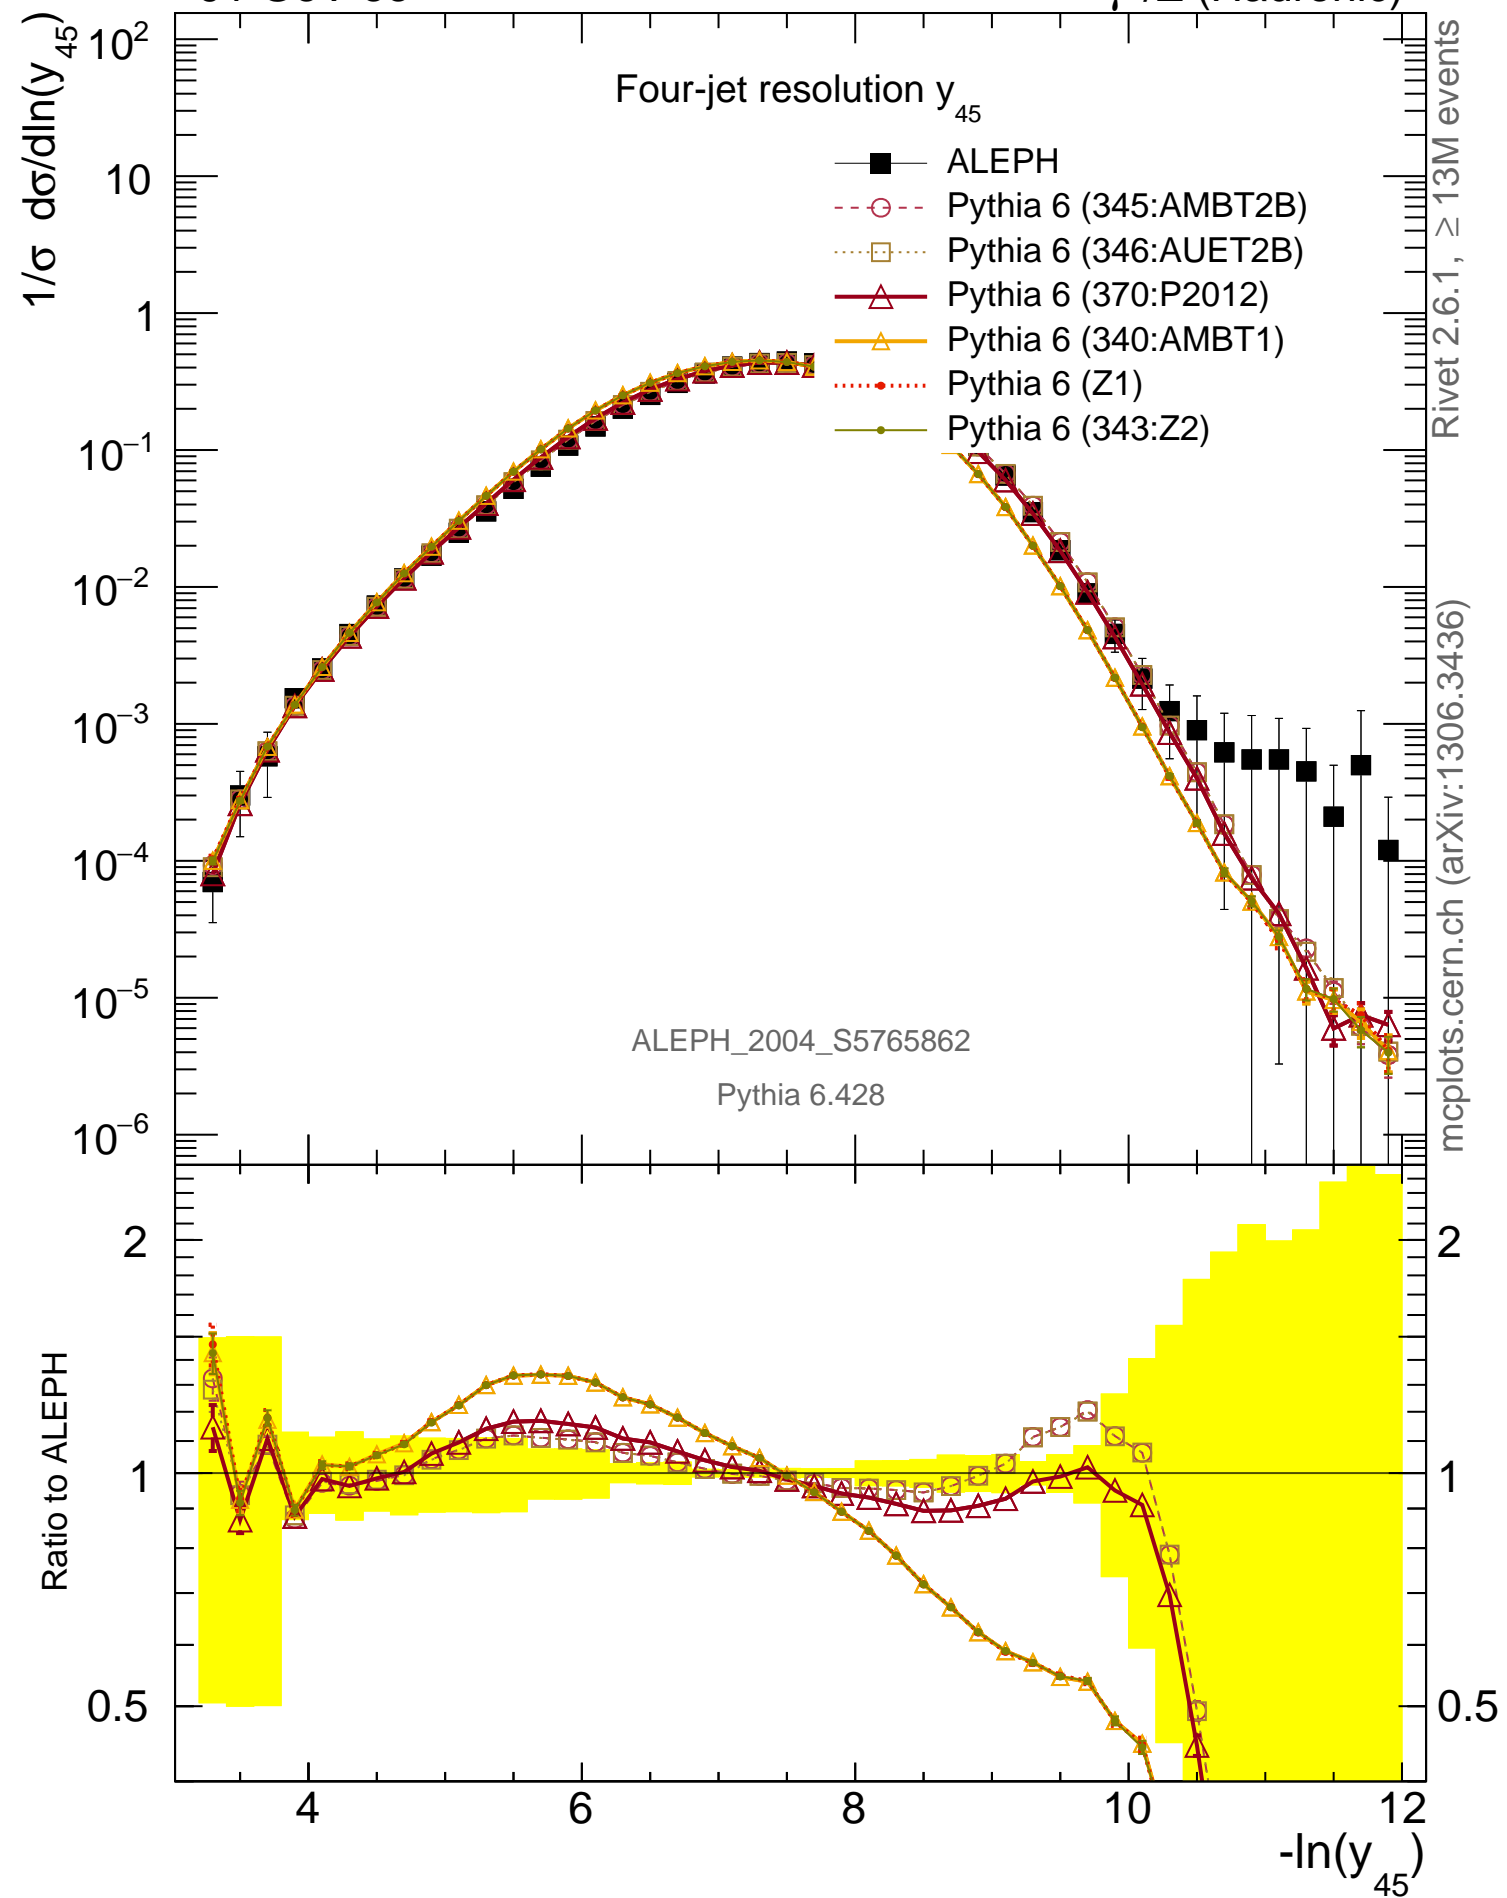 Four-jet resolution y45
1/σ dσ/dln(y45)
ALEPH
Pythia 6 (345:AMBT2B)
Pythia 6 (346:AUET2B)
Pythia 6 (370:P2012)
Pythia 6 (340:AMBT1)
Pythia 6 (Z1)
Pythia 6 (343:Z2)
10²
10
1
10⁻¹
10⁻²
10⁻³
10⁻⁴
10⁻⁵
10⁻⁶
ALEPH_2004_S5765862
Pythia 6.428
Rivet 2.6.1, ≥ 13M events
mcplots.cern.ch (arXiv:1306.3436)
Ratio to ALEPH
2
1
0.5
2
1
0.5
4 6 8 10 12
-ln(y45)